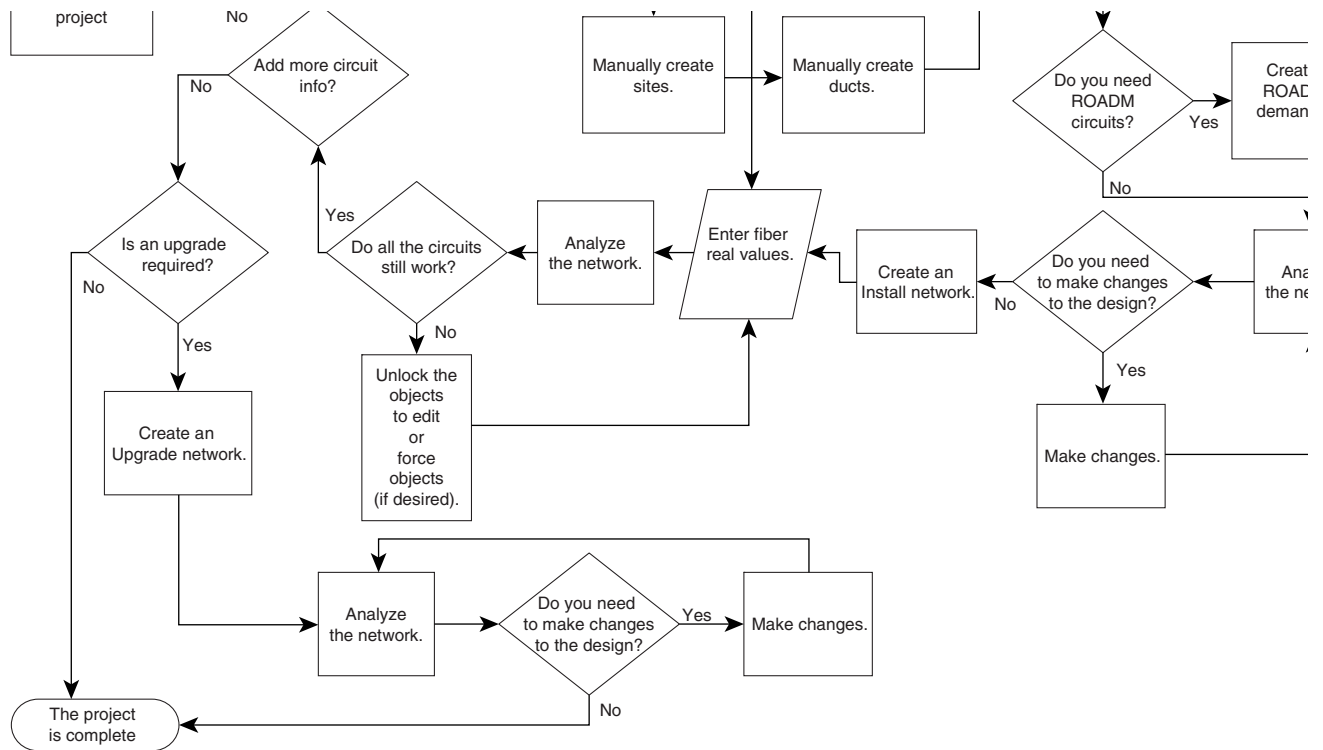 project
No
Add more circuit
info?
No
Manually create
sites.
Manually create
ducts.
Do you need
ROADM
circuits?
Yes
No
Is an upgrade
required?
No
Yes
Yes
Do all the circuits
still work?
No
Analyze
the network.
Enter fiber
real values.
Create an
Install network.
No
Do you need
to make changes
to the design?
Yes
Make changes.
Unlock the
objects
to edit
or
force
objects
(if desired).
Create an
Upgrade network.
Analyze
the network.
Do you need
to make changes
to the design?
Yes
Make changes.
No
The project
is complete